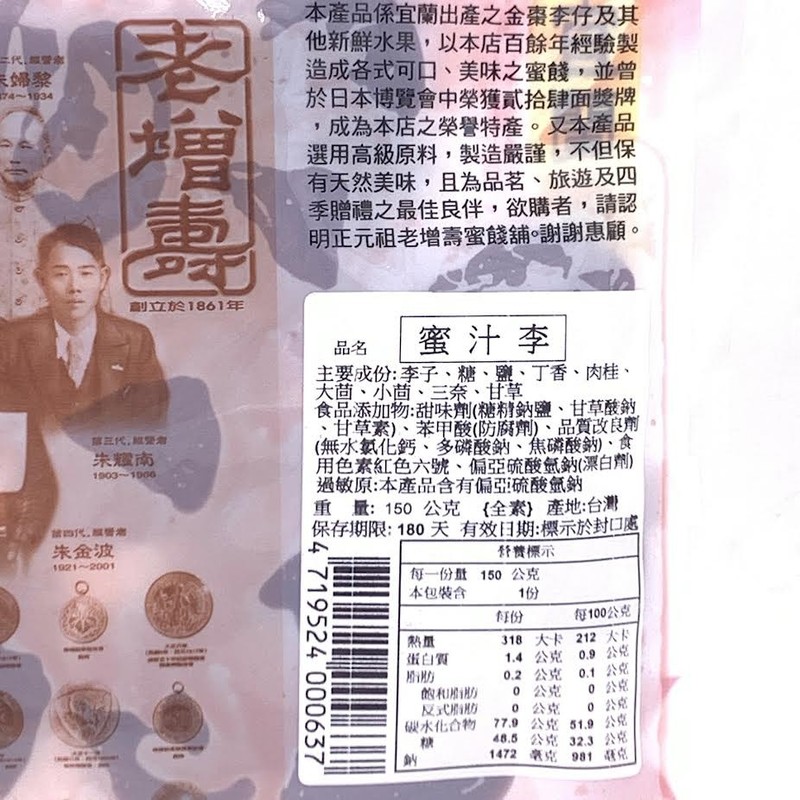 本產品係宜蘭出產之金棗李仔及其
他新鮮水果，以本店百餘年經驗製
造成各式可口、美味之蜜餞，並曾
於日本博覽會中榮獲貳拾肆面獎牌
，成為本店之榮譽特產。又本產品
選用高級原料，製造嚴謹，不但保
有天然美味，且為品茗、旅遊及四
季贈禮之最佳良伴，欲購者，請認
明正元祖老增壽蜜餞舖。謝謝惠顧。
二代.經營者
朱婦黎
74～1934
老增壽
創立於1861年
第三代.經營者
朱耀南
1903～1966
第四代.經營者
朱金波
1921～2001
品名 蜜汁李
主要成份:李子、糖、鹽、丁香、肉桂、
大茴、小茴、三奈、甘草
食品添加物:甜味劑(糖精鈉鹽、甘草酸鈉
、甘草素)、苯甲酸(防腐劑)、品質改良劑
(無水氯化鈣、多磷酸鈉、焦磷酸鈉)、食
用色素紅色六號、偏亞硫酸氫鈉(漂白劑)
過敏原:本產品含有偏亞硫酸氫鈉
重 量: 150 公克 {全素} 產地:台灣
保存期限: 180 天 有效日期:標示於封口處
營養標示
每一份量 150 公克
本包裝含 1份
每份 每100公克
熱量 318 大卡 212 大卡
蛋白質 1.4 公克 0.9 公克
脂肪 0.2 公克 0.1 公克
飽和脂肪 0 公克 0 公克
反式脂肪 0 公克 0 公克
碳水化合物 77.9 公克 51.9 公克
糖 48.5 公克 32.3 公克
鈉 1472 毫克 981 毫克
4 719524 000637